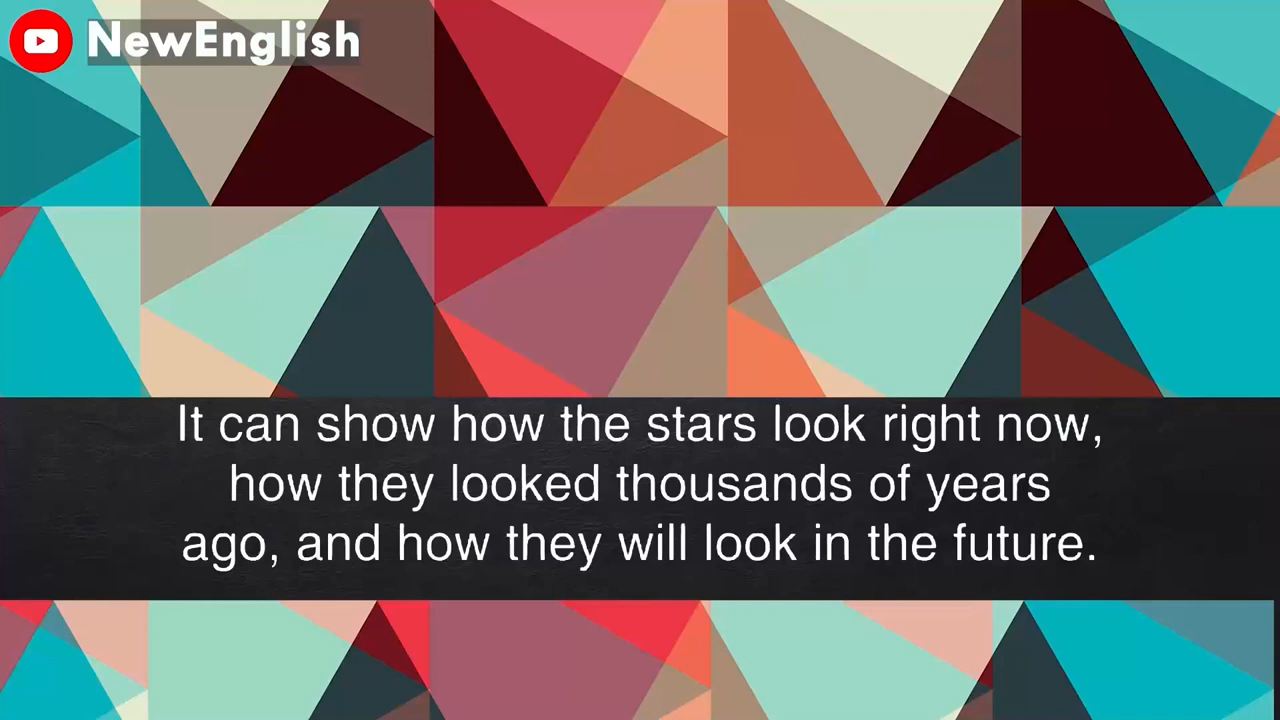 NewEnglish
It can show how the stars look right now,
how they looked thousands of years
ago, and how they will look in the future.